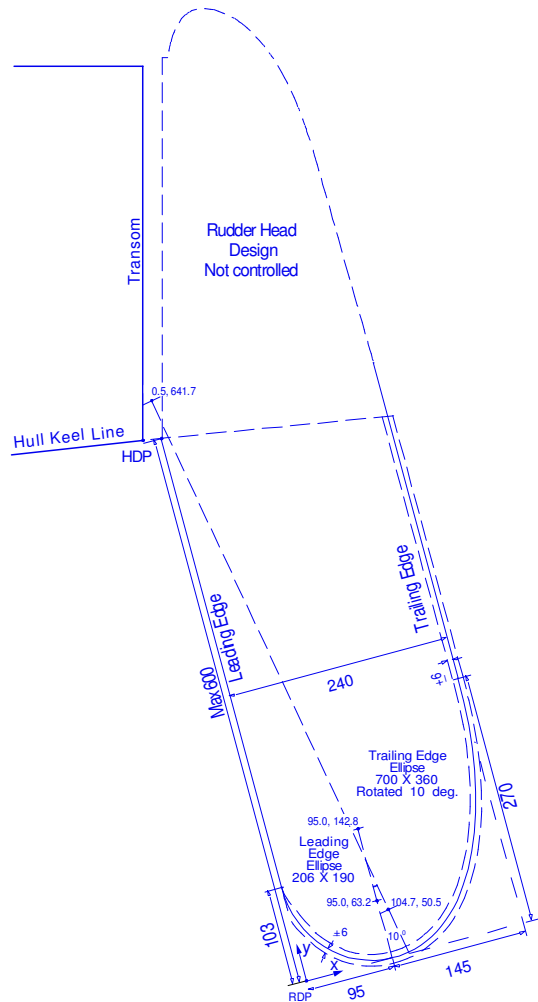 Rudder Head
Design
Not controlled
Transom
0.5, 641.7
Hull Keel Line
HDP
Trailing Edge
Leading Edge
Max600
240
±6
Trailing Edge
Ellipse
700 X 360
Rotated 10 deg.
270
95.0, 142.8
Leading
Edge
Ellipse
206 X 190
95.0, 63.2
104.7, 50.5
103
±6
10 0
y
x
145
95
RDP